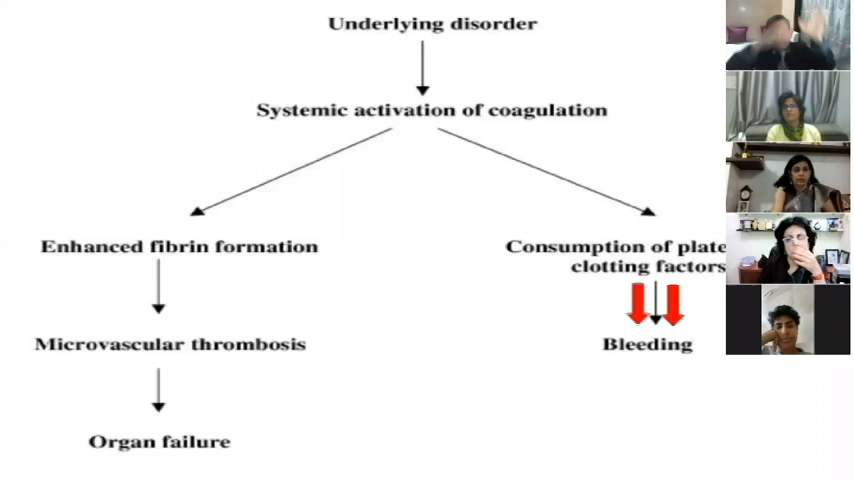 Underlying disorder
Systemic activation of coagulation
Enhanced fibrin formation
Consumption of plate
clotting factors
Microvascular thrombosis
Bleeding
Organ failure